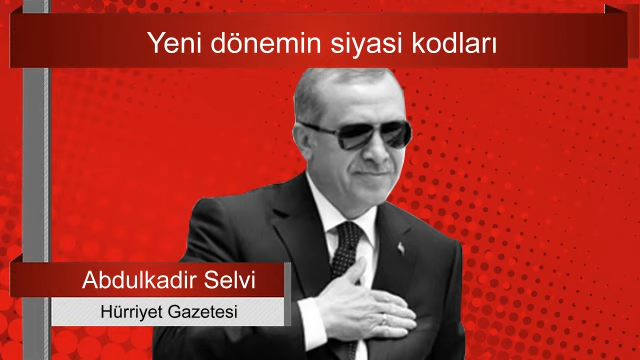 Yeni dönemin siyasi kodları
Abdulkadir Selvi
Hürriyet Gazetesi